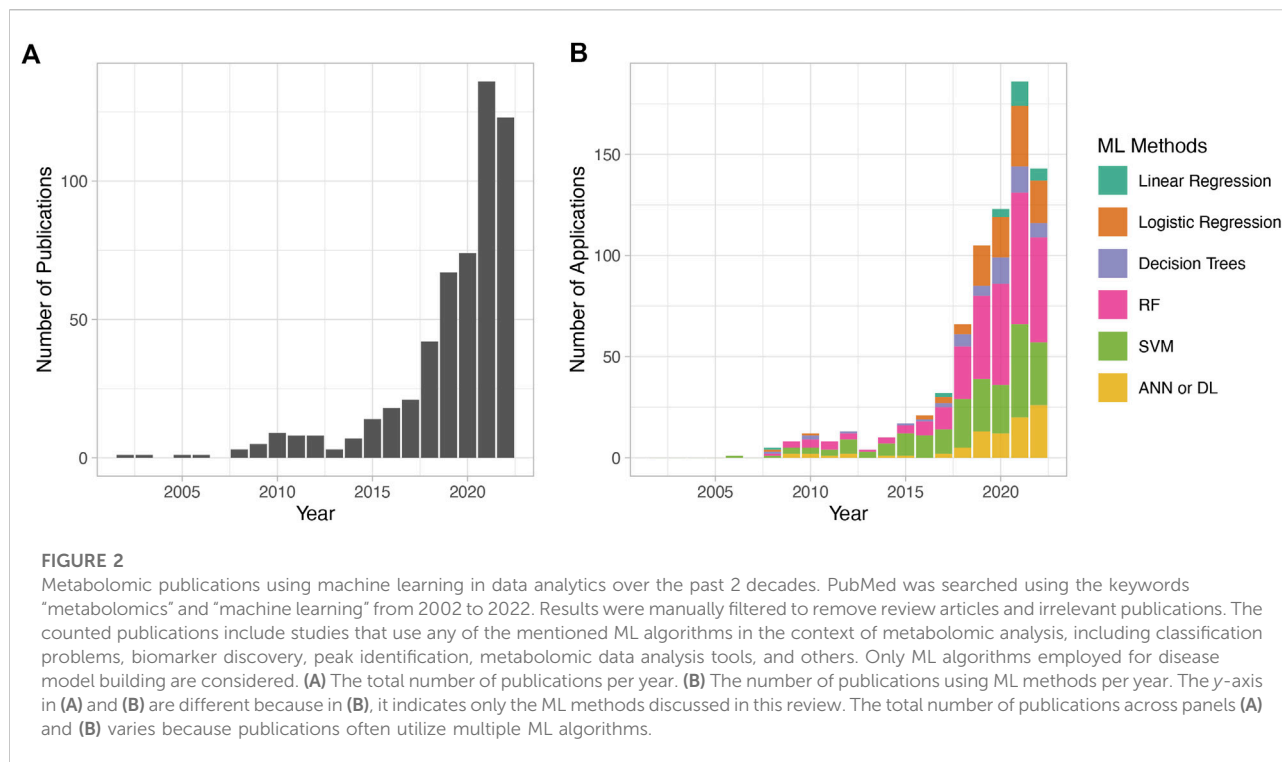 A
B
Number of Publications
100
50
0
2005
2010
2015
2020
Year
Number of Applications
150
100
50
0
2005
2010
2015
2020
Year
ML Methods
Linear Regression
Logistic Regression
Decision Trees
RF
SVM
ANN or DL
FIGURE 2
Metabolomic publications using machine learning in data analytics over the past 2 decades. PubMed was searched using the keywords
“metabolomics” and “machine learning” from 2002 to 2022. Results were manually filtered to remove review articles and irrelevant publications. The
counted publications include studies that use any of the mentioned ML algorithms in the context of metabolomic analysis, including classification
problems, biomarker discovery, peak identification, metabolomic data analysis tools, and others. Only ML algorithms employed for disease
model building are considered. (A) The total number of publications per year. (B) The number of publications using ML methods per year. The y-axis
in (A) and (B) are different because in (B), it indicates only the ML methods discussed in this review. The total number of publications across panels (A)
and (B) varies because publications often utilize multiple ML algorithms.